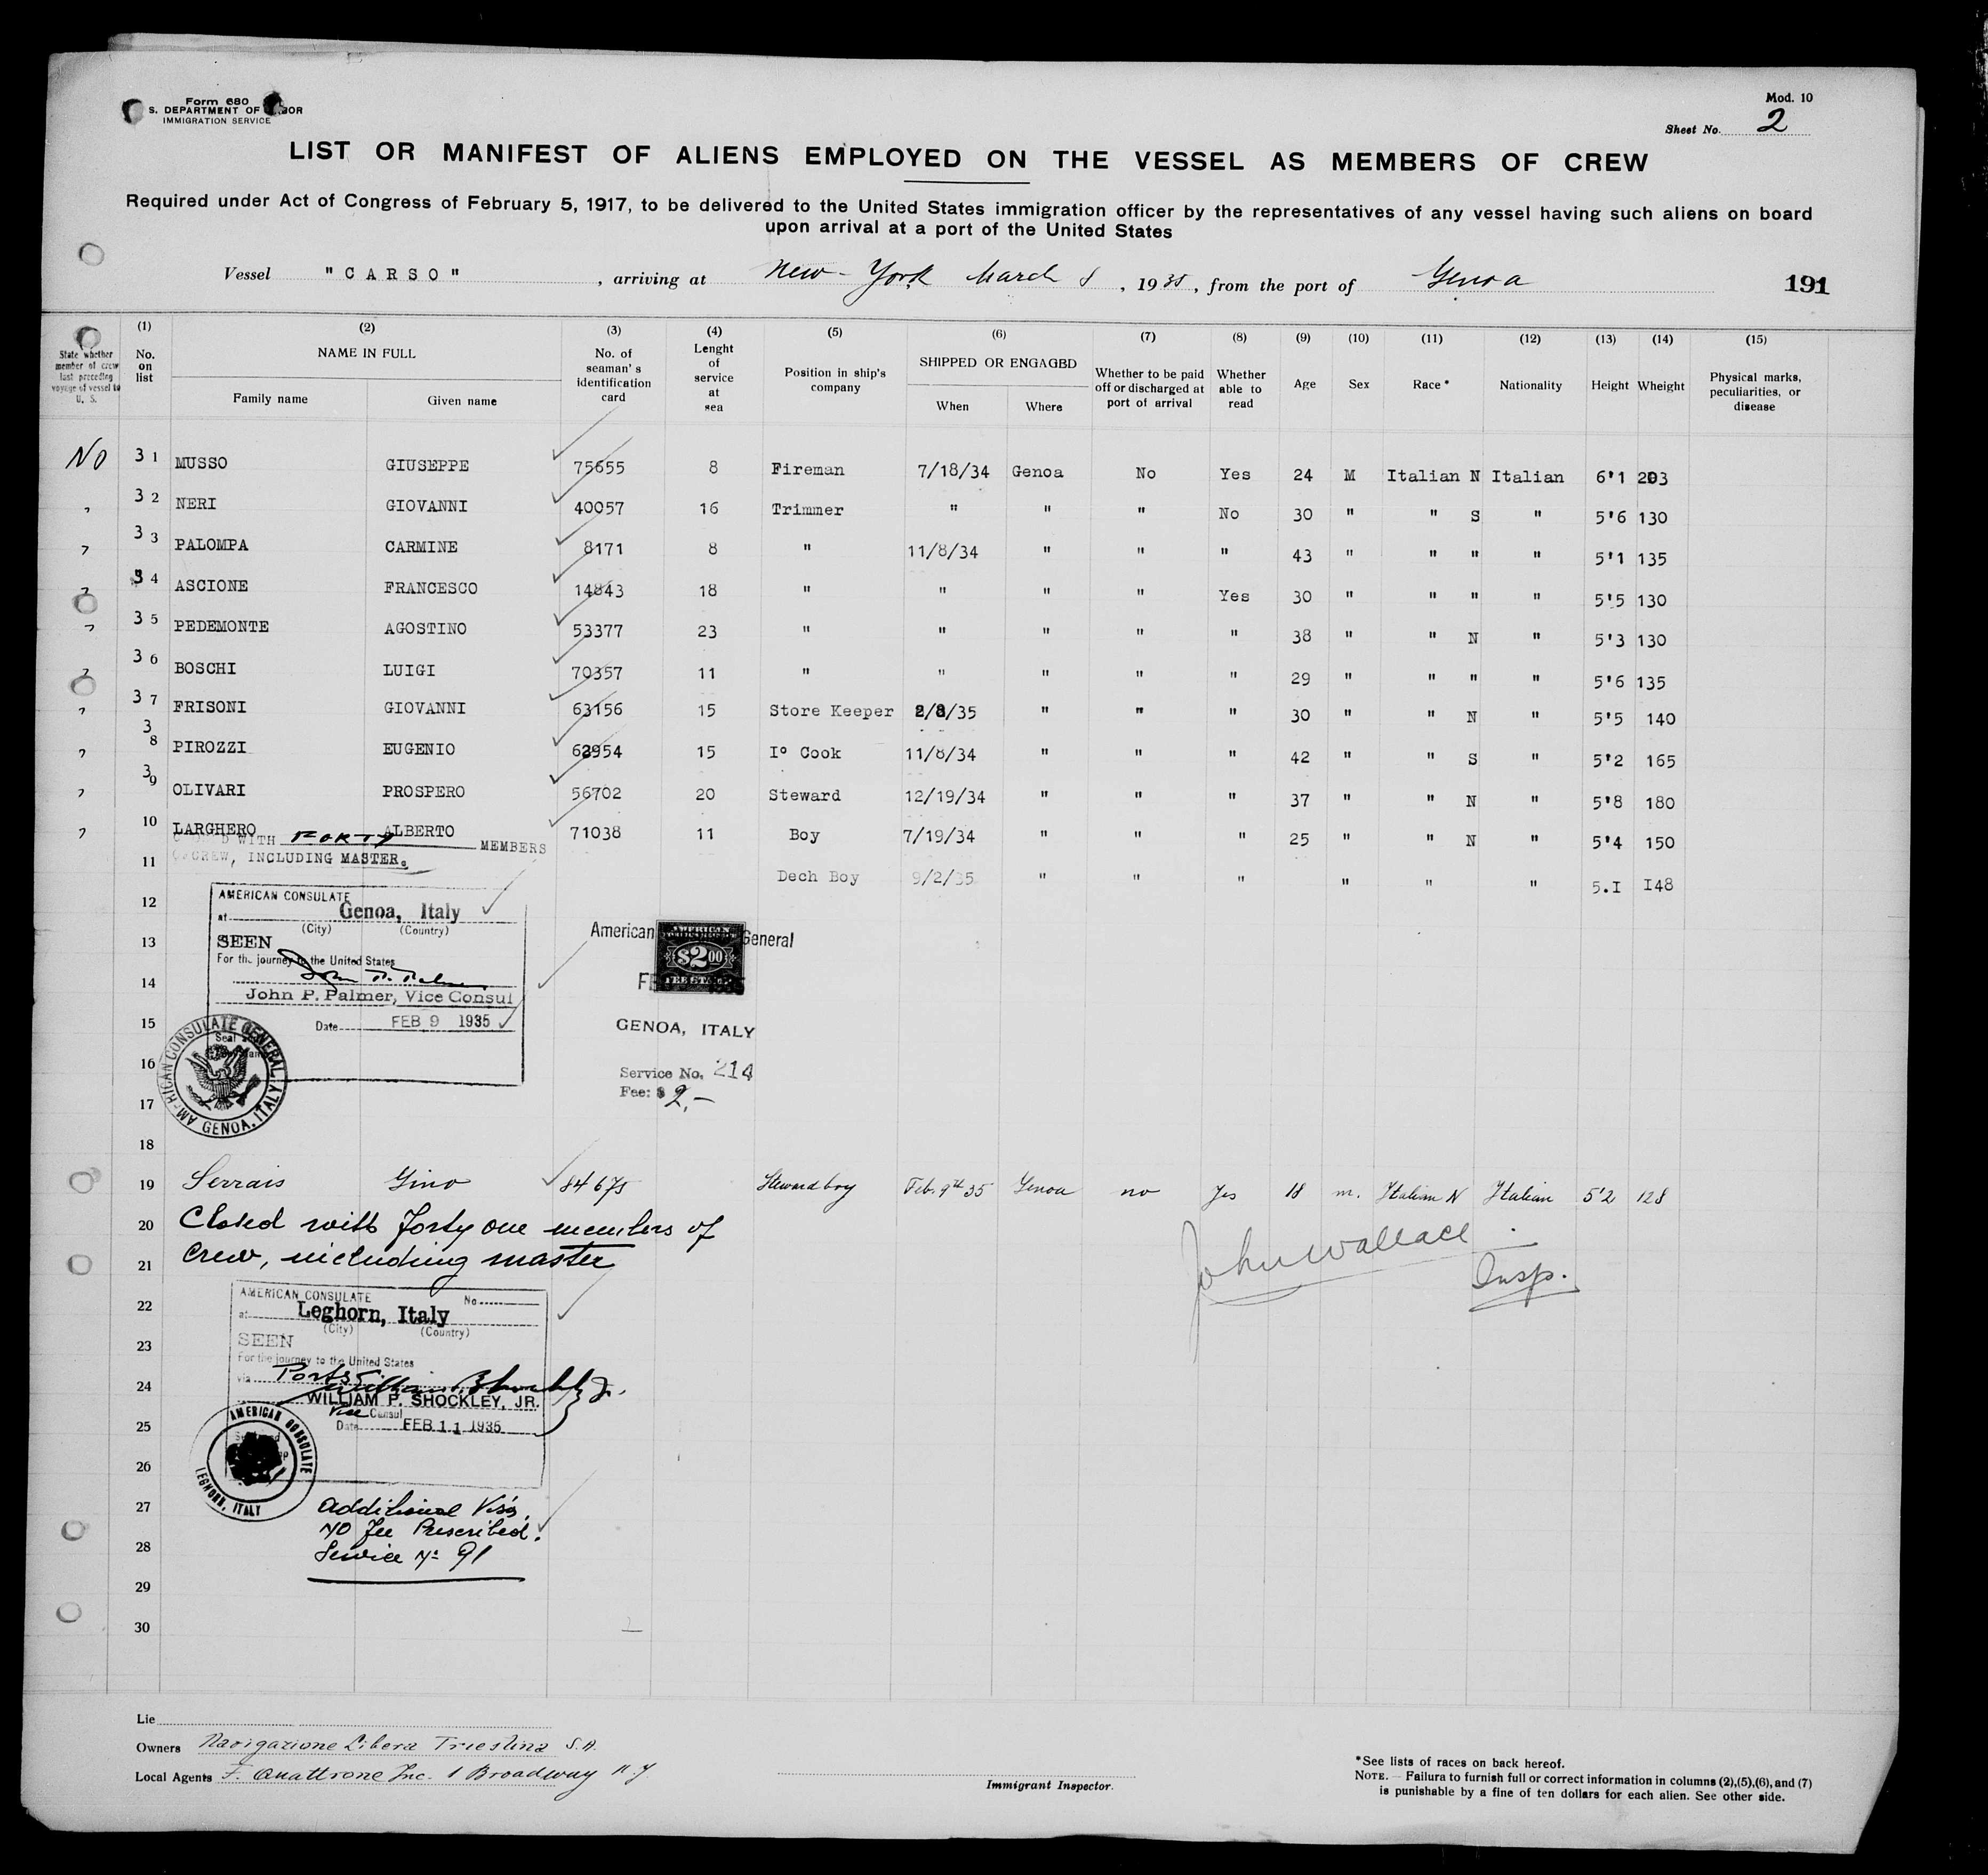 Form 680
S. DEPARTMENT OF LABOR
IMMIGRATION SERVICE
Mod. 10
Sheet No. 2
LIST OR MANIFEST OF ALIENS EMPLOYED ON THE VESSEL AS MEMBERS OF CREW
Required under Act of Congress of February 5, 1917, to be delivered to the United States immigration officer by the representatives of any vessel having such aliens on board
upon arrival at a port of the United States
Vessel "CARSO", arriving at New-York March 8, 1935, from the port of Genoa 191
State whether member of crew last preceding voyage of vessel to U. S.
(1) No. on list
(2) NAME IN FULL Family name Given name
(3) No. of seaman' s identification card
(4) Lenght of service at sea
(5) Position in ship's company
(6) SHIPPED OR ENGAGBD When Where
(7) Whether to be paid off or discharged at port of arrival
(8) Whether able to read
(9) Age
(10) Sex
(11) Race *
(12) Nationality
(13) Height
(14) Wheight
(15) Physical marks, peculiarities, or disease
No 31 MUSSO GIUSEPPE 75655 8 Fireman 7/18/34 Genoa No Yes 24 M Italian N Italian 6'1 203
" 32 NERI GIOVANNI 40057 16 Trimmer " " " No 30 " " S " 5'6 130
" 33 PALOMPA CARMINE 8171 8 " 11/8/34 " " " 43 " " " " 5'1 135
" 34 ASCIONE FRANCESCO 14843 18 " " " " Yes 30 " " " " 5'5 130
" 35 PEDEMONTE AGOSTINO 53377 23 " " " " " 38 " " N " 5'3 130
" 36 BOSCHI LUIGI 70357 11 " " " " " 29 " " " " 5'6 135
" 37 FRISONI GIOVANNI 63156 15 Store Keeper 2/8/35 " " " 30 " " N " 5'5 140
" 38 PIROZZI EUGENIO 62954 15 I° Cook 11/8/34 " " " 42 " " S " 5'2 165
" 39 OLIVARI PROSPERO 56702 20 Steward 12/19/34 " " " 37 " " N " 5'8 180
" 10 LARGHERO ALBERTO 71038 11 Boy 7/19/34 " " " 25 " " N " 5'4 150
CLOSED WITH FORTY MEMBERS
11 OF CREW, INCLUDING MASTER.
Dech Boy 9/2/35 " " " " " " 5.I I48
12
AMERICAN CONSULATE
at Genoa, Italy
(City) (Country)
13
SEEN
For the journey to the United States
14
John P. Palmer
John P. Palmer, Vice Consul
15
Date FEB 9 1935
AMERICAN CONSULATE GENERAL GENOA, ITALY
American General
AMERICAN
$2.00
FEE STAMP
GENOA, ITALY
Service No. 214
Fee: $ 2,-
16
17
18
19 Serrais Gino 84675 Steward boy Feb. 9th 35 Genoa no Yes 18 m. Italian N Italian 5'2 128
20 Closed with forty one members of
21 Crew, including master
John Wallace
Insp.
22
AMERICAN CONSULATE No.
at Leghorn, Italy
(City) (Country)
23
SEEN
For the journey to the United States
24
via Ports
William P. Shockley Jr.
WILLIAM P. SHOCKLEY, JR.
Vice Consul
25
Date FEB 11 1935
AMERICAN CONSULATE LEGHORN, ITALY
26
27 Additional Visa,
No fee Prescribed.
28 Service No 91
29
30
Lie
Owners Navigazione Libera Triestina S.A.
Local Agents F. Quattrone Inc. 1 Broadway N.Y.
Immigrant Inspector.
*See lists of races on back hereof.
NOTE. – Failura to furnish full or correct information in columns (2),(5),(6), and (7)
is punishable by a fine of ten dollars for each alien. See other side.